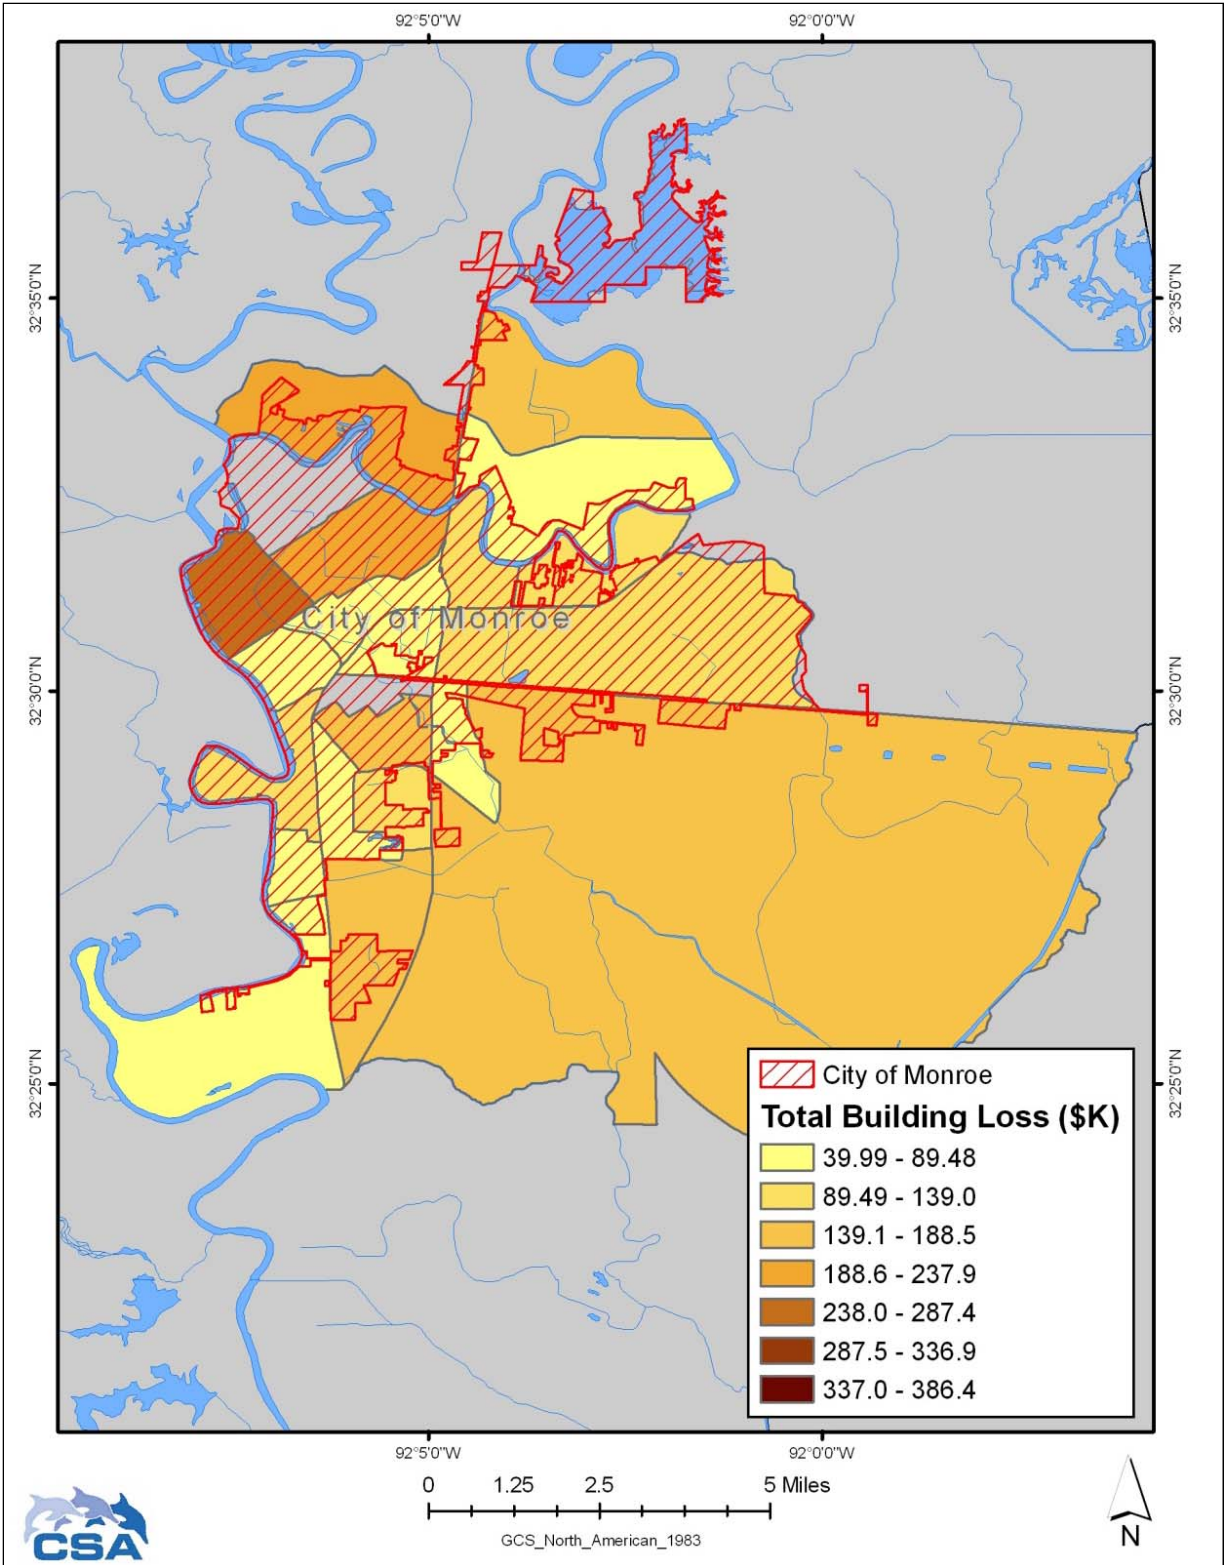 92°5'0"W 92°0'0"W
32°35'0"N 32°35'0"N
City of Monroe
32°30'0"N 32°30'0"N
32°25'0"N 32°25'0"N
City of Monroe
Total Building Loss ($K)
39.99 - 89.48
89.49 - 139.0
139.1 - 188.5
188.6 - 237.9
238.0 - 287.4
287.5 - 336.9
337.0 - 386.4
92°5'0"W 92°0'0"W
0 1.25 2.5 5 Miles
GCS_North_American_1983
CSA
N